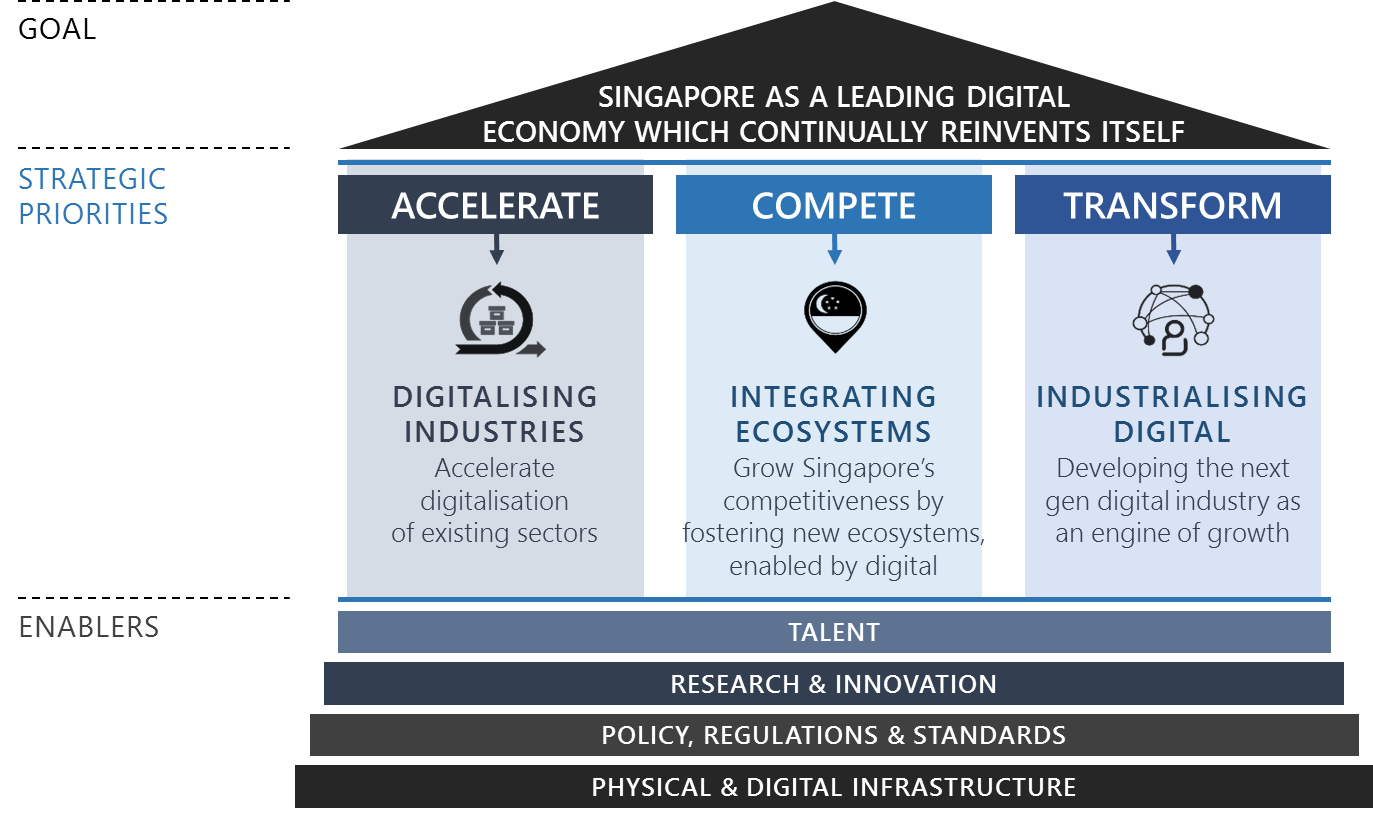 GOAL
SINGAPORE AS A LEADING DIGITAL
ECONOMY WHICH CONTINUALLY REINVENTS ITSELF
STRATEGIC
PRIORITIES
ACCELERATE
DIGITALISING
INDUSTRIES
Accelerate
digitalisation
of existing sectors
COMPETE
INTEGRATING
ECOSYSTEMS
Grow Singapore’s
competitiveness by
fostering new ecosystems,
enabled by digital
TRANSFORM
INDUSTRIALISING
DIGITAL
Developing the next
gen digital industry as
an engine of growth
ENABLERS
TALENT
RESEARCH & INNOVATION
POLICY, REGULATIONS & STANDARDS
PHYSICAL & DIGITAL INFRASTRUCTURE